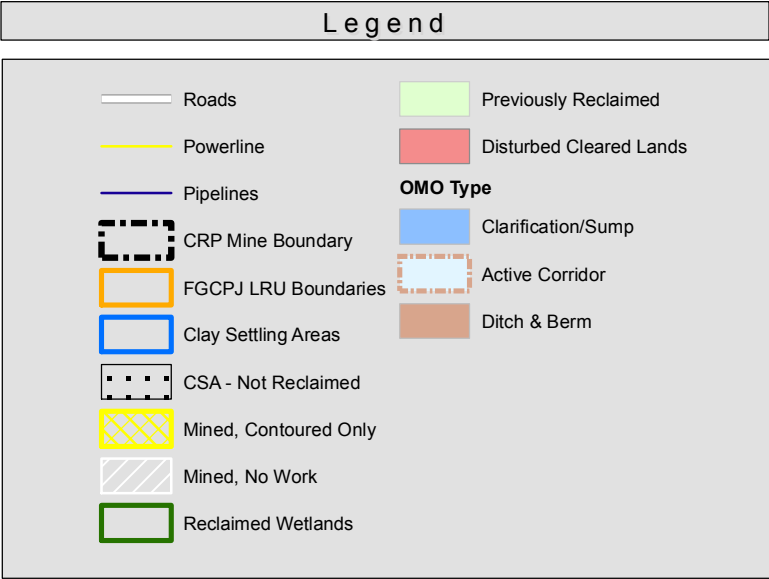 Legend
Roads
Powerline
Pipelines
CRP Mine Boundary
FGCPJ LRU Boundaries
Clay Settling Areas
CSA - Not Reclaimed
Mined, Contoured Only
Mined, No Work
Reclaimed Wetlands
Previously Reclaimed
Disturbed Cleared Lands
OMO Type
Clarification/Sump
Active Corridor
Ditch & Berm